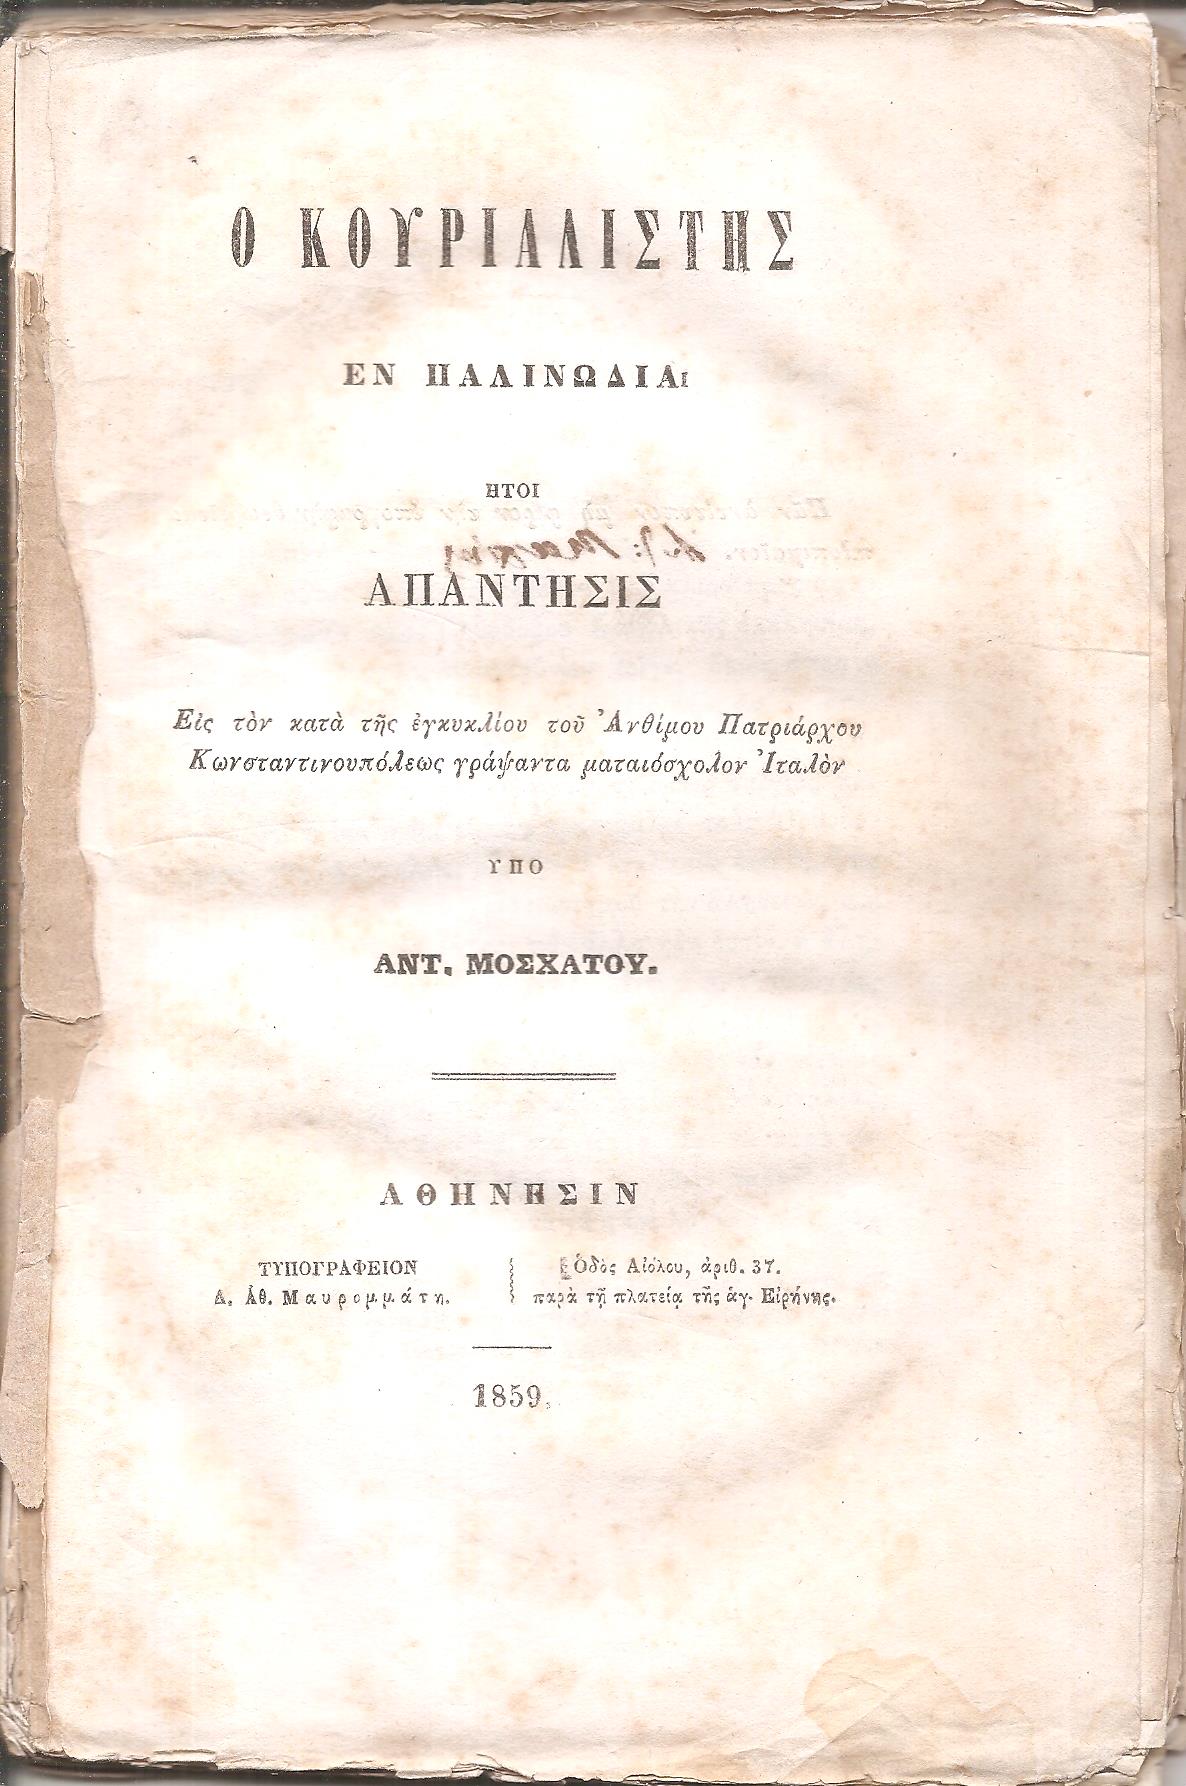 Ο ΚΟΥΡΙΑΛΙΣΤΗΣ
ΕΝ ΠΑΛΙΝΩΔΙΑι
ΗΤΟΙ
ΑΠΑΝΤΗΣΙΣ
Εἰς τὸν κατὰ τῆς ἐγκυκλίου τοῦ Ἀνθίμου Πατριάρχου
Κωνσταντινουπόλεως γράψαντα ματαιόσχολον Ἰταλὸν
ΥΠΟ
ΑΝΤ. ΜΟΣΧΑΤΟΥ.
ΑΘΗΝΗΣΙΝ
ΤΥΠΟΓΡΑΦΕΙΟΝ
Δ. Ἀθ. Μαυρομμάτη.
Ὁδὸς Αἰόλου, ἀριθ. 37.
παρὰ τῇ πλατείᾳ τῆς ἁγ. Εἰρήνης.
1859.